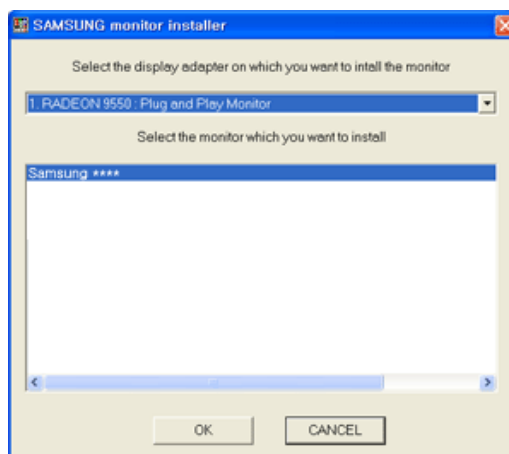 SAMSUNG monitor installer
Select the display adapter on which you want to intall the monitor
1. RADEON 9550 : Plug and Play Monitor
Select the monitor which you want to install
Samsung ****
OK
CANCEL